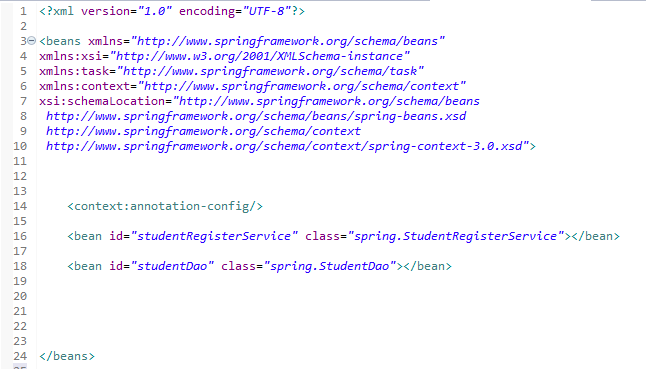 1 <?xml version="1.0" encoding="UTF-8"?>
2
3 <beans xmlns="http://www.springframework.org/schema/beans"
4 xmlns:xsi="http://www.w3.org/2001/XMLSchema-instance"
5 xmlns:task="http://www.springframework.org/schema/task"
6 xmlns:context="http://www.springframework.org/schema/context"
7 xsi:schemaLocation="http://www.springframework.org/schema/beans
8 http://www.springframework.org/schema/beans/spring-beans.xsd
9 http://www.springframework.org/schema/context
10 http://www.springframework.org/schema/context/spring-context-3.0.xsd">
11
12
13
14 <context:annotation-config/>
15
16 <bean id="studentRegisterService" class="spring.StudentRegisterService"></bean>
17
18 <bean id="studentDao" class="spring.StudentDao"></bean>
19
20
21
22
23
24 </beans>